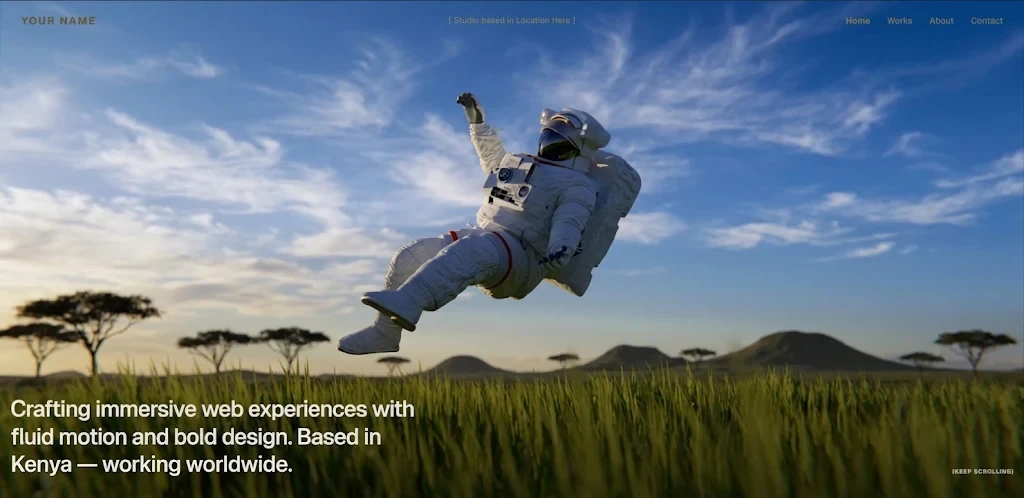 YOUR NAME
[ Studio based in Location Here ]
Home Works About Contact
Crafting immersive web experiences with
fluid motion and bold design. Based in
Kenya — working worldwide.
(KEEP SCROLLING)